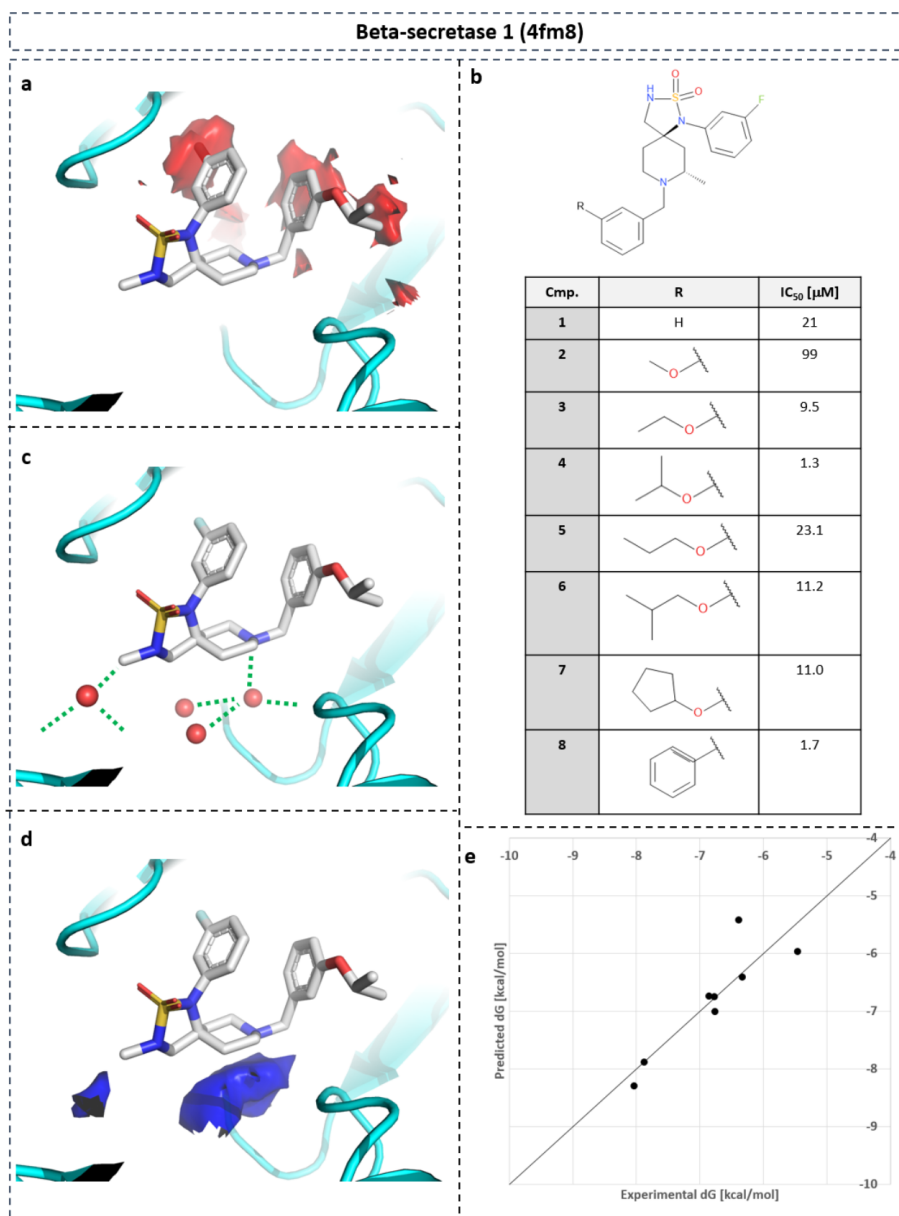 Beta-secretase 1 (4fm8)
a
b
O
H
N
S
O
F
N
N
R
Cmp. R IC50 [μM]
1 H 21
2 O 99
3 O 9.5
4 O 1.3
5 O 23.1
6 O 11.2
7 O 11.0
8 1.7
c
d
e
-10 -9 -8 -7 -6 -5 -4
-4
-5
-6
-7
-8
-9
-10
Predicted dG [kcal/mol]
Experimental dG [kcal/mol]